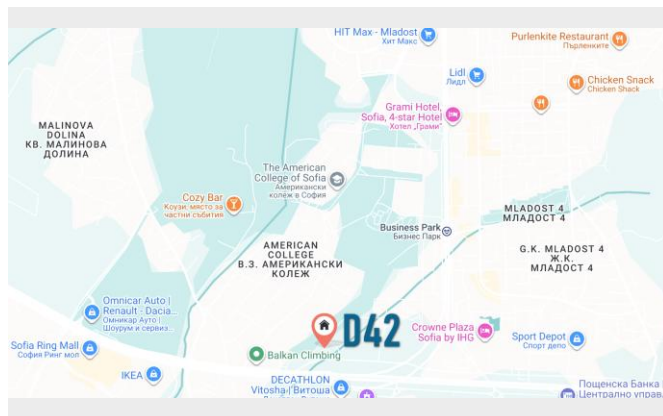 HIT Max - Mladost
Хит Макс
Purlenkite Restaurant
Пърленките
Lidl
Лидл
Chicken Snack
Chicken Shack
Grami Hotel,
Sofia, 4-star Hotel
Хотел „Грами“
MALINOVA
DOLINA
КВ. МАЛИНОВА
ДОЛИНА
The American
College of Sofia
Американски
колеж в София
Cozy Bar
Коузи, място за
частни събития
MLADOST 4
МЛАДОСТ 4
Business Park
Бизнес Парк
AMERICAN
COLLEGE
В.З. АМЕРИКАНСКИ
КОЛЕЖ
G.K. MLADOST 4
Ж.К.
МЛАДОСТ 4
Omnicar Auto |
Renault - Dacia...
Омникар Ауто |
Шоурум и сервиз...
D42
Crowne Plaza
Sofia by IHG
Sport Depot
Спорт депо
Sofia Ring Mall
София Ринг мол
Balkan Climbing
IKEA
DECATHLON
Vitosha | Витоша
Пощенска Банка
Централно управ